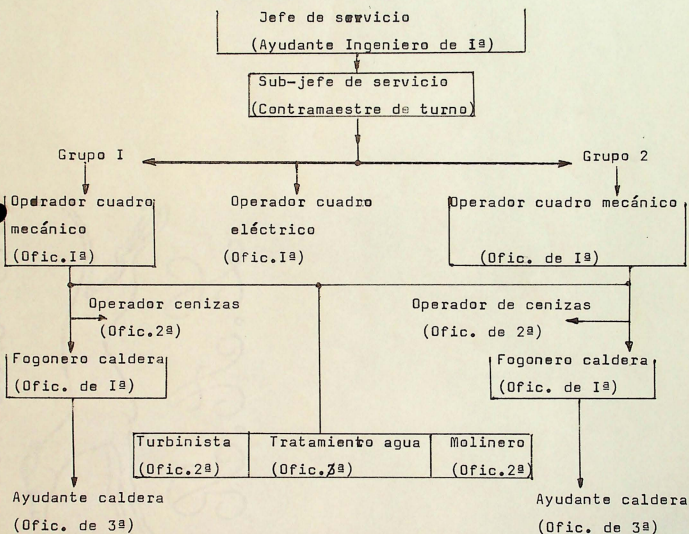 Jefe de servicio
(Ayudante Ingeniero de Iª)
Sub-jefe de servicio
(Contramaestre de turno)
Grupo I
Grupo 2
Operador cuadro
mecánico
(Ofic.Iª)
Operador cuadro
eléctrico
(Ofic.Iª)
Operador cuadro mecánico
(Ofic. de Iª)
Operador cenizas
(Ofic.2ª)
Operador de cenizas
(Ofic. de 2ª)
Fogonero caldera
(Ofic. de Iª)
Fogonero caldera
(Ofic. de Iª)
Turbinista
(Ofic.2ª)
Tratamiento agua
(Ofic.3ª)
Molinero
(Ofic.2ª)
Ayudante caldera
(Ofic. de 3ª)
Ayudante caldera
(Ofic. de 3ª)